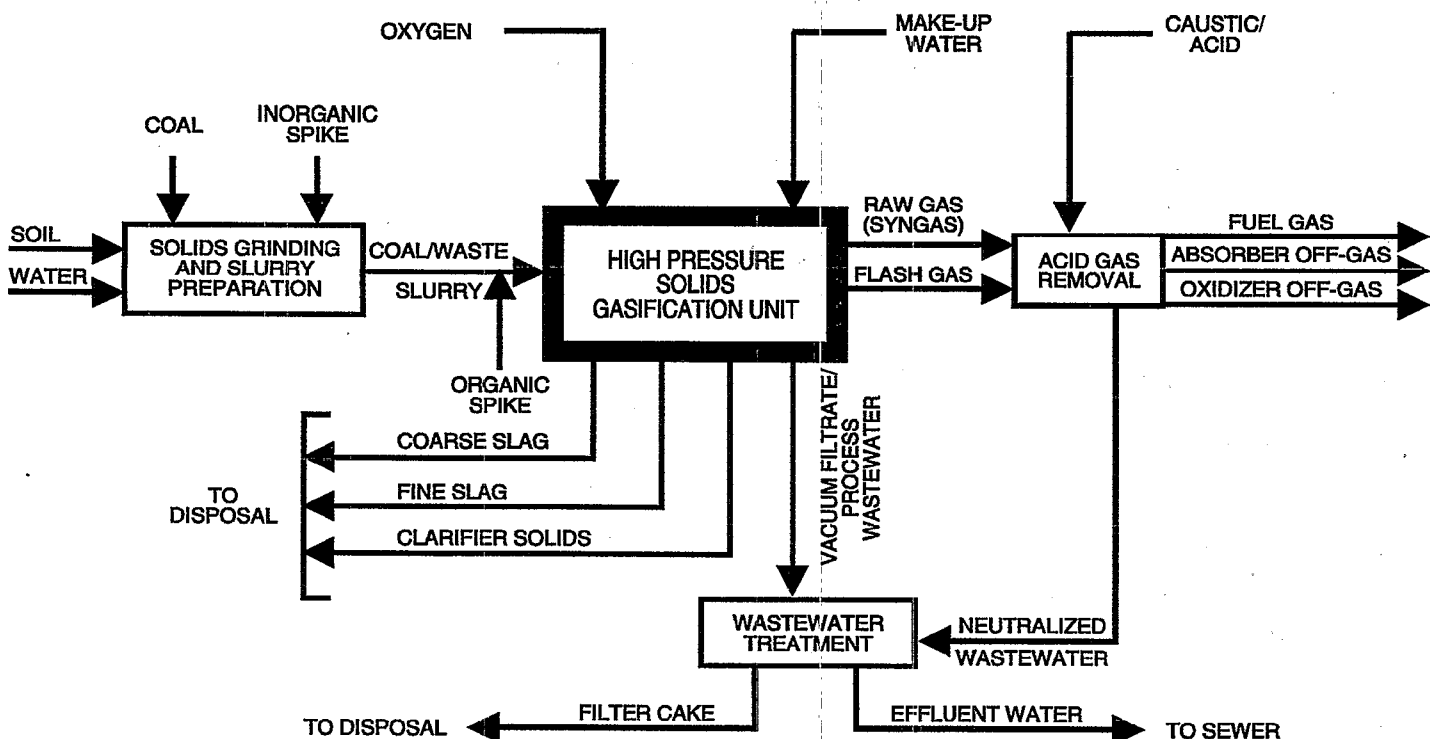 OXYGEN
MAKE-UP
WATER
CAUSTIC/
ACID
COAL
INORGANIC
SPIKE
SOIL
WATER
SOLIDS GRINDING
AND SLURRY
PREPARATION
COAL/WASTE
SLURRY
ORGANIC
SPIKE
HIGH PRESSURE
SOLIDS
GASIFICATION UNIT
RAW GAS
(SYNGAS)
FLASH GAS
ACID GAS
REMOVAL
FUEL GAS
ABSORBER OFF-GAS
OXIDIZER OFF-GAS
COARSE SLAG
FINE SLAG
CLARIFIER SOLIDS
TO
DISPOSAL
VACUUM FILTRATE/
PROCESS
WASTEWATER
WASTEWATER
TREATMENT
NEUTRALIZED
WASTEWATER
TO DISPOSAL
FILTER CAKE
EFFLUENT WATER
TO SEWER